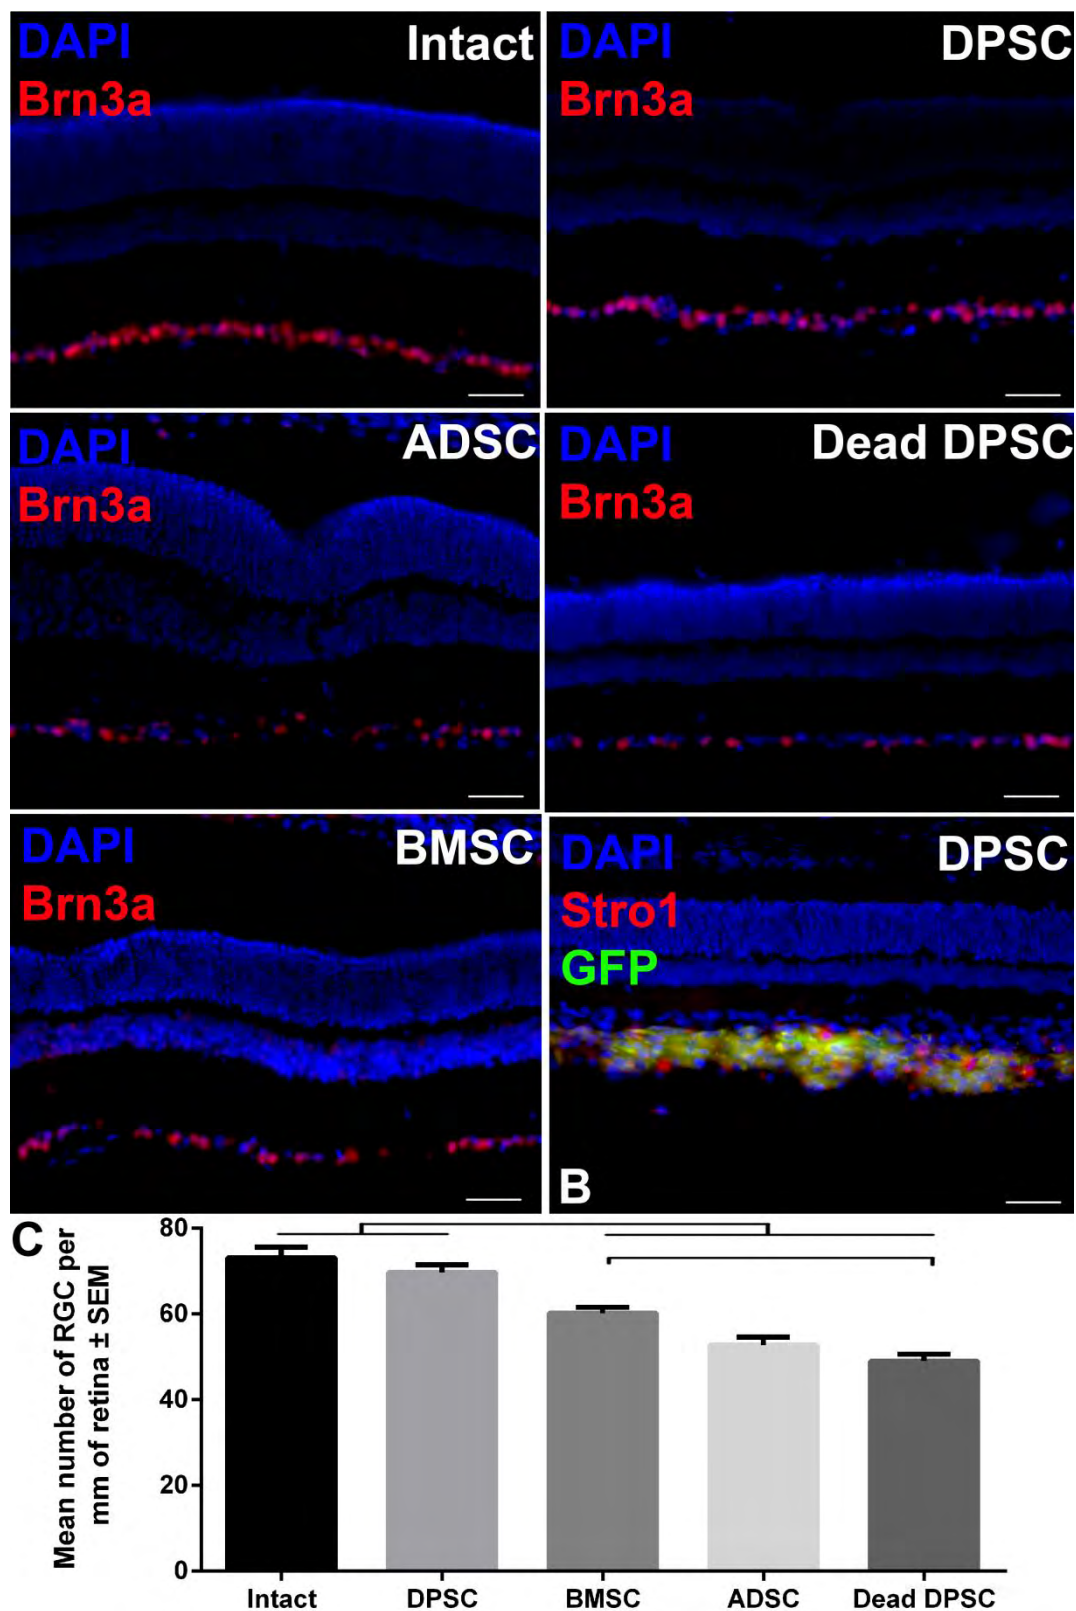 DAPI
Brn3a
Intact
DAPI
Brn3a
DPSC
DAPI
Brn3a
ADSC
DAPI
Brn3a
Dead DPSC
DAPI
Brn3a
BMSC
DAPI
Stro1
GFP
DPSC
B
C
Mean number of RGC per
mm of retina ± SEM
80
60
40
20
0
Intact
DPSC
BMSC
ADSC
Dead DPSC